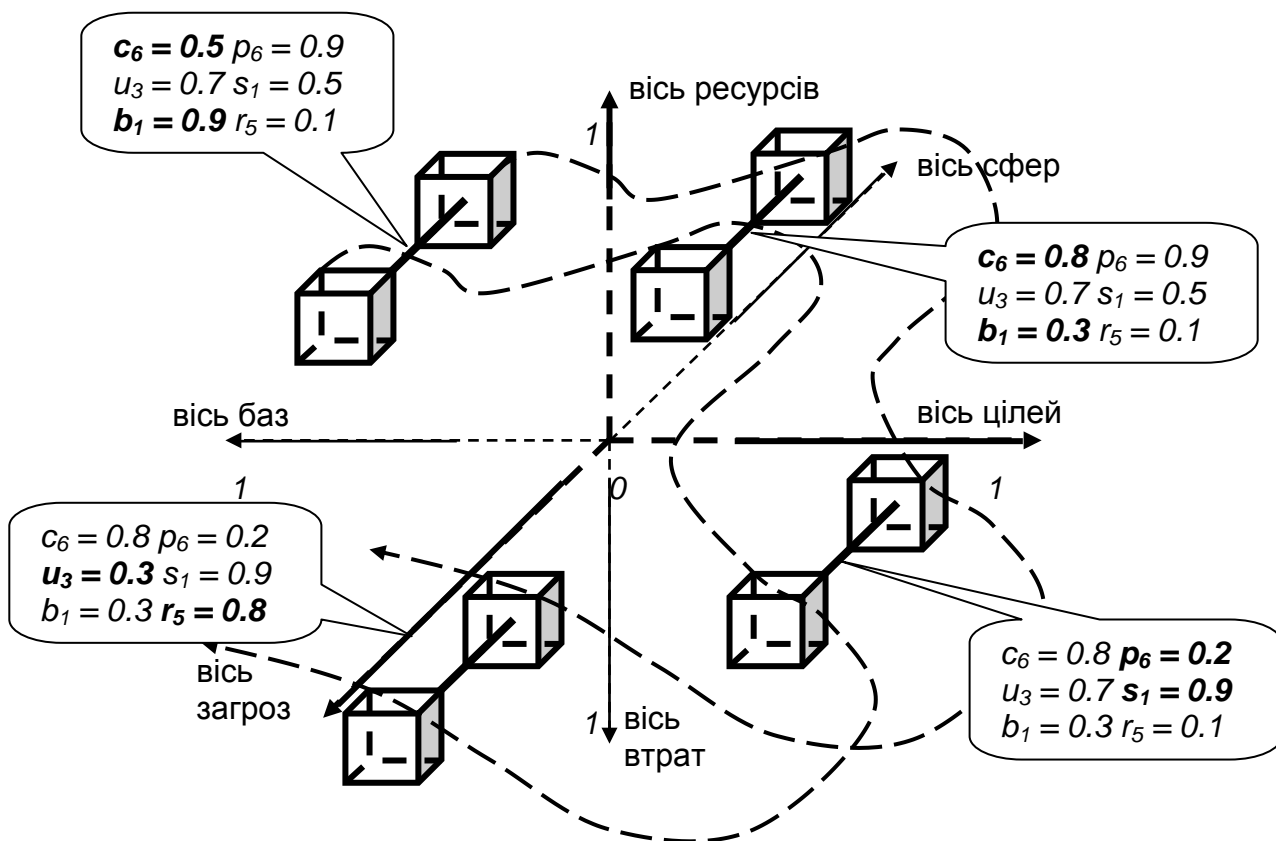 c6 = 0.5 p6 = 0.9
u3 = 0.7 s1 = 0.5
b1 = 0.9 r5 = 0.1
вісь ресурсів
1
вісь сфер
c6 = 0.8 p6 = 0.9
u3 = 0.7 s1 = 0.5
b1 = 0.3 r5 = 0.1
вісь баз
вісь цілей
1
0
1
c6 = 0.8 p6 = 0.2
u3 = 0.3 s1 = 0.9
b1 = 0.3 r5 = 0.8
вісь
загроз
c6 = 0.8 p6 = 0.2
u3 = 0.7 s1 = 0.9
b1 = 0.3 r5 = 0.1
1
вісь
втрат